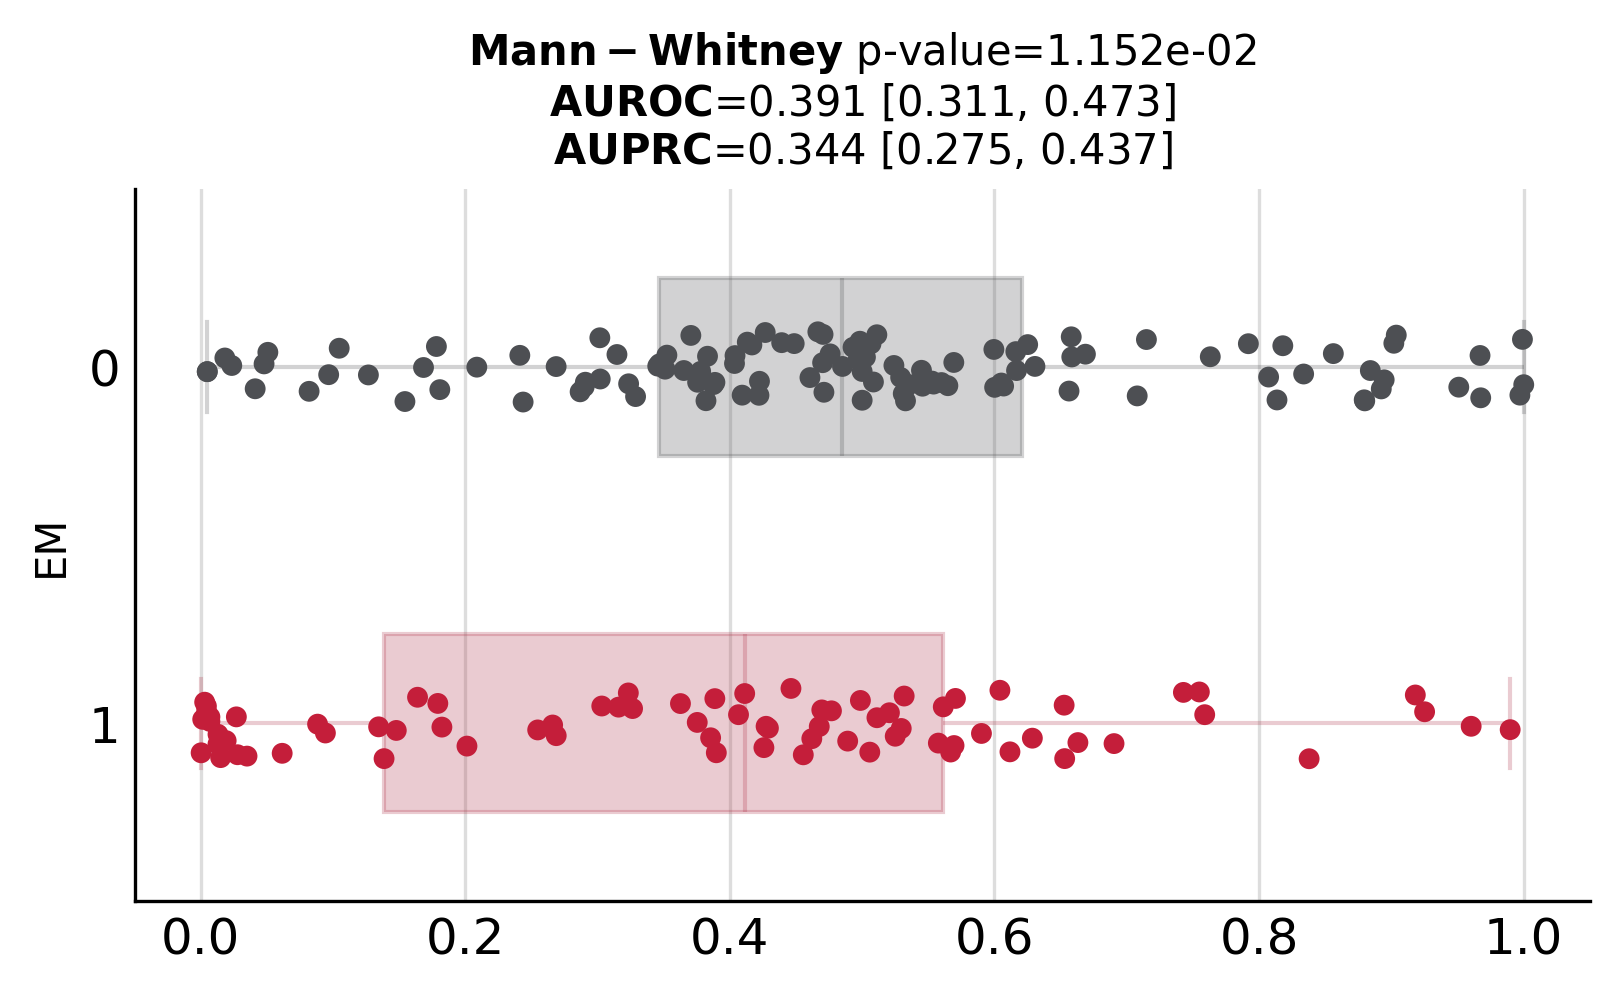 Mann − Whitney p-value=1.152e-02
AUROC=0.391 [0.311, 0.473]
AUPRC=0.344 [0.275, 0.437]
0
EM
1
0.0 0.2 0.4 0.6 0.8 1.0